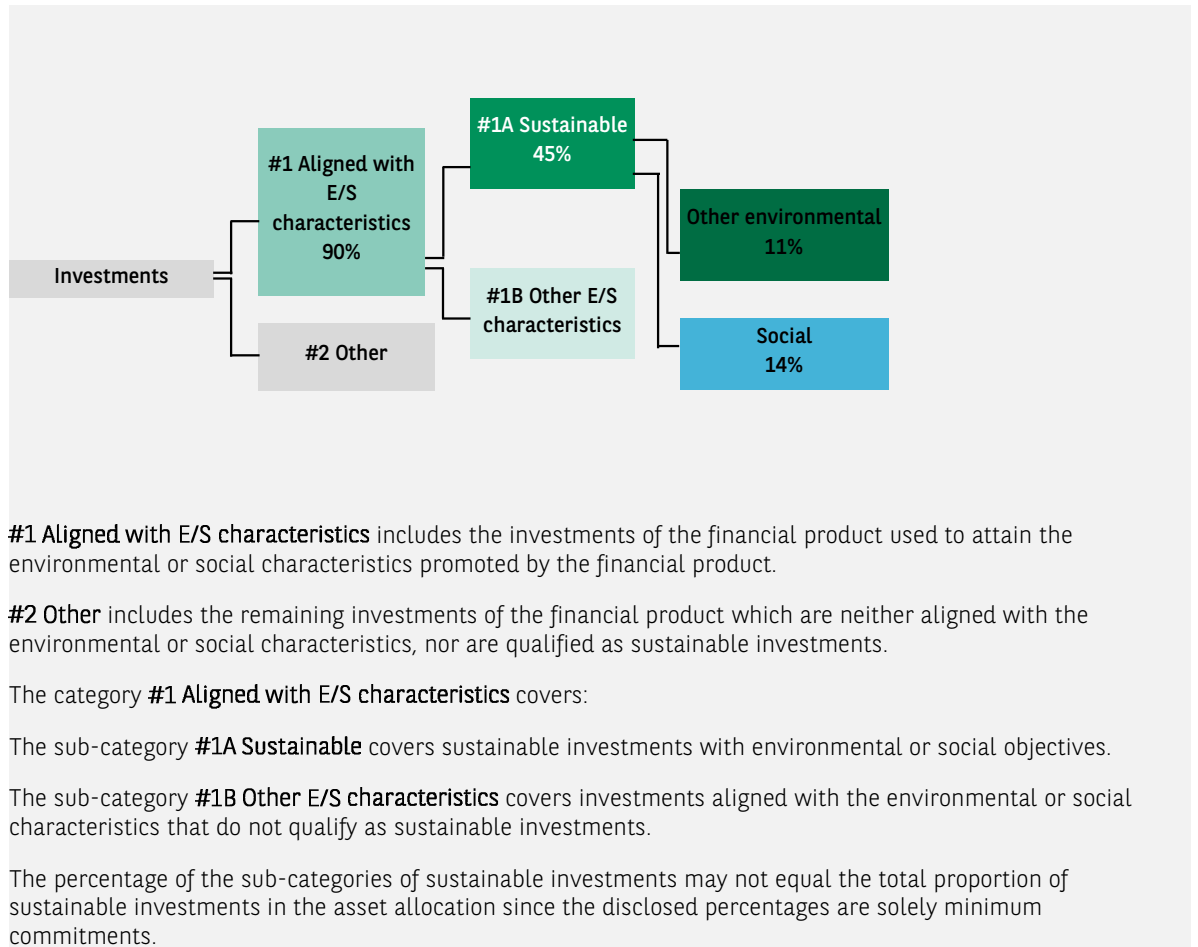 #1A Sustainable
45%
#1 Aligned with
E/S
characteristics
90%
Other environmental
11%
Investments
#1B Other E/S
characteristics
#2 Other
Social
14%
#1 Aligned with E/S characteristics includes the investments of the financial product used to attain the
environmental or social characteristics promoted by the financial product.
#2 Other includes the remaining investments of the financial product which are neither aligned with the
environmental or social characteristics, nor are qualified as sustainable investments.
The category #1 Aligned with E/S characteristics covers:
The sub-category #1A Sustainable covers sustainable investments with environmental or social objectives.
The sub-category #1B Other E/S characteristics covers investments aligned with the environmental or social
characteristics that do not qualify as sustainable investments.
The percentage of the sub-categories of sustainable investments may not equal the total proportion of
sustainable investments in the asset allocation since the disclosed percentages are solely minimum
commitments.